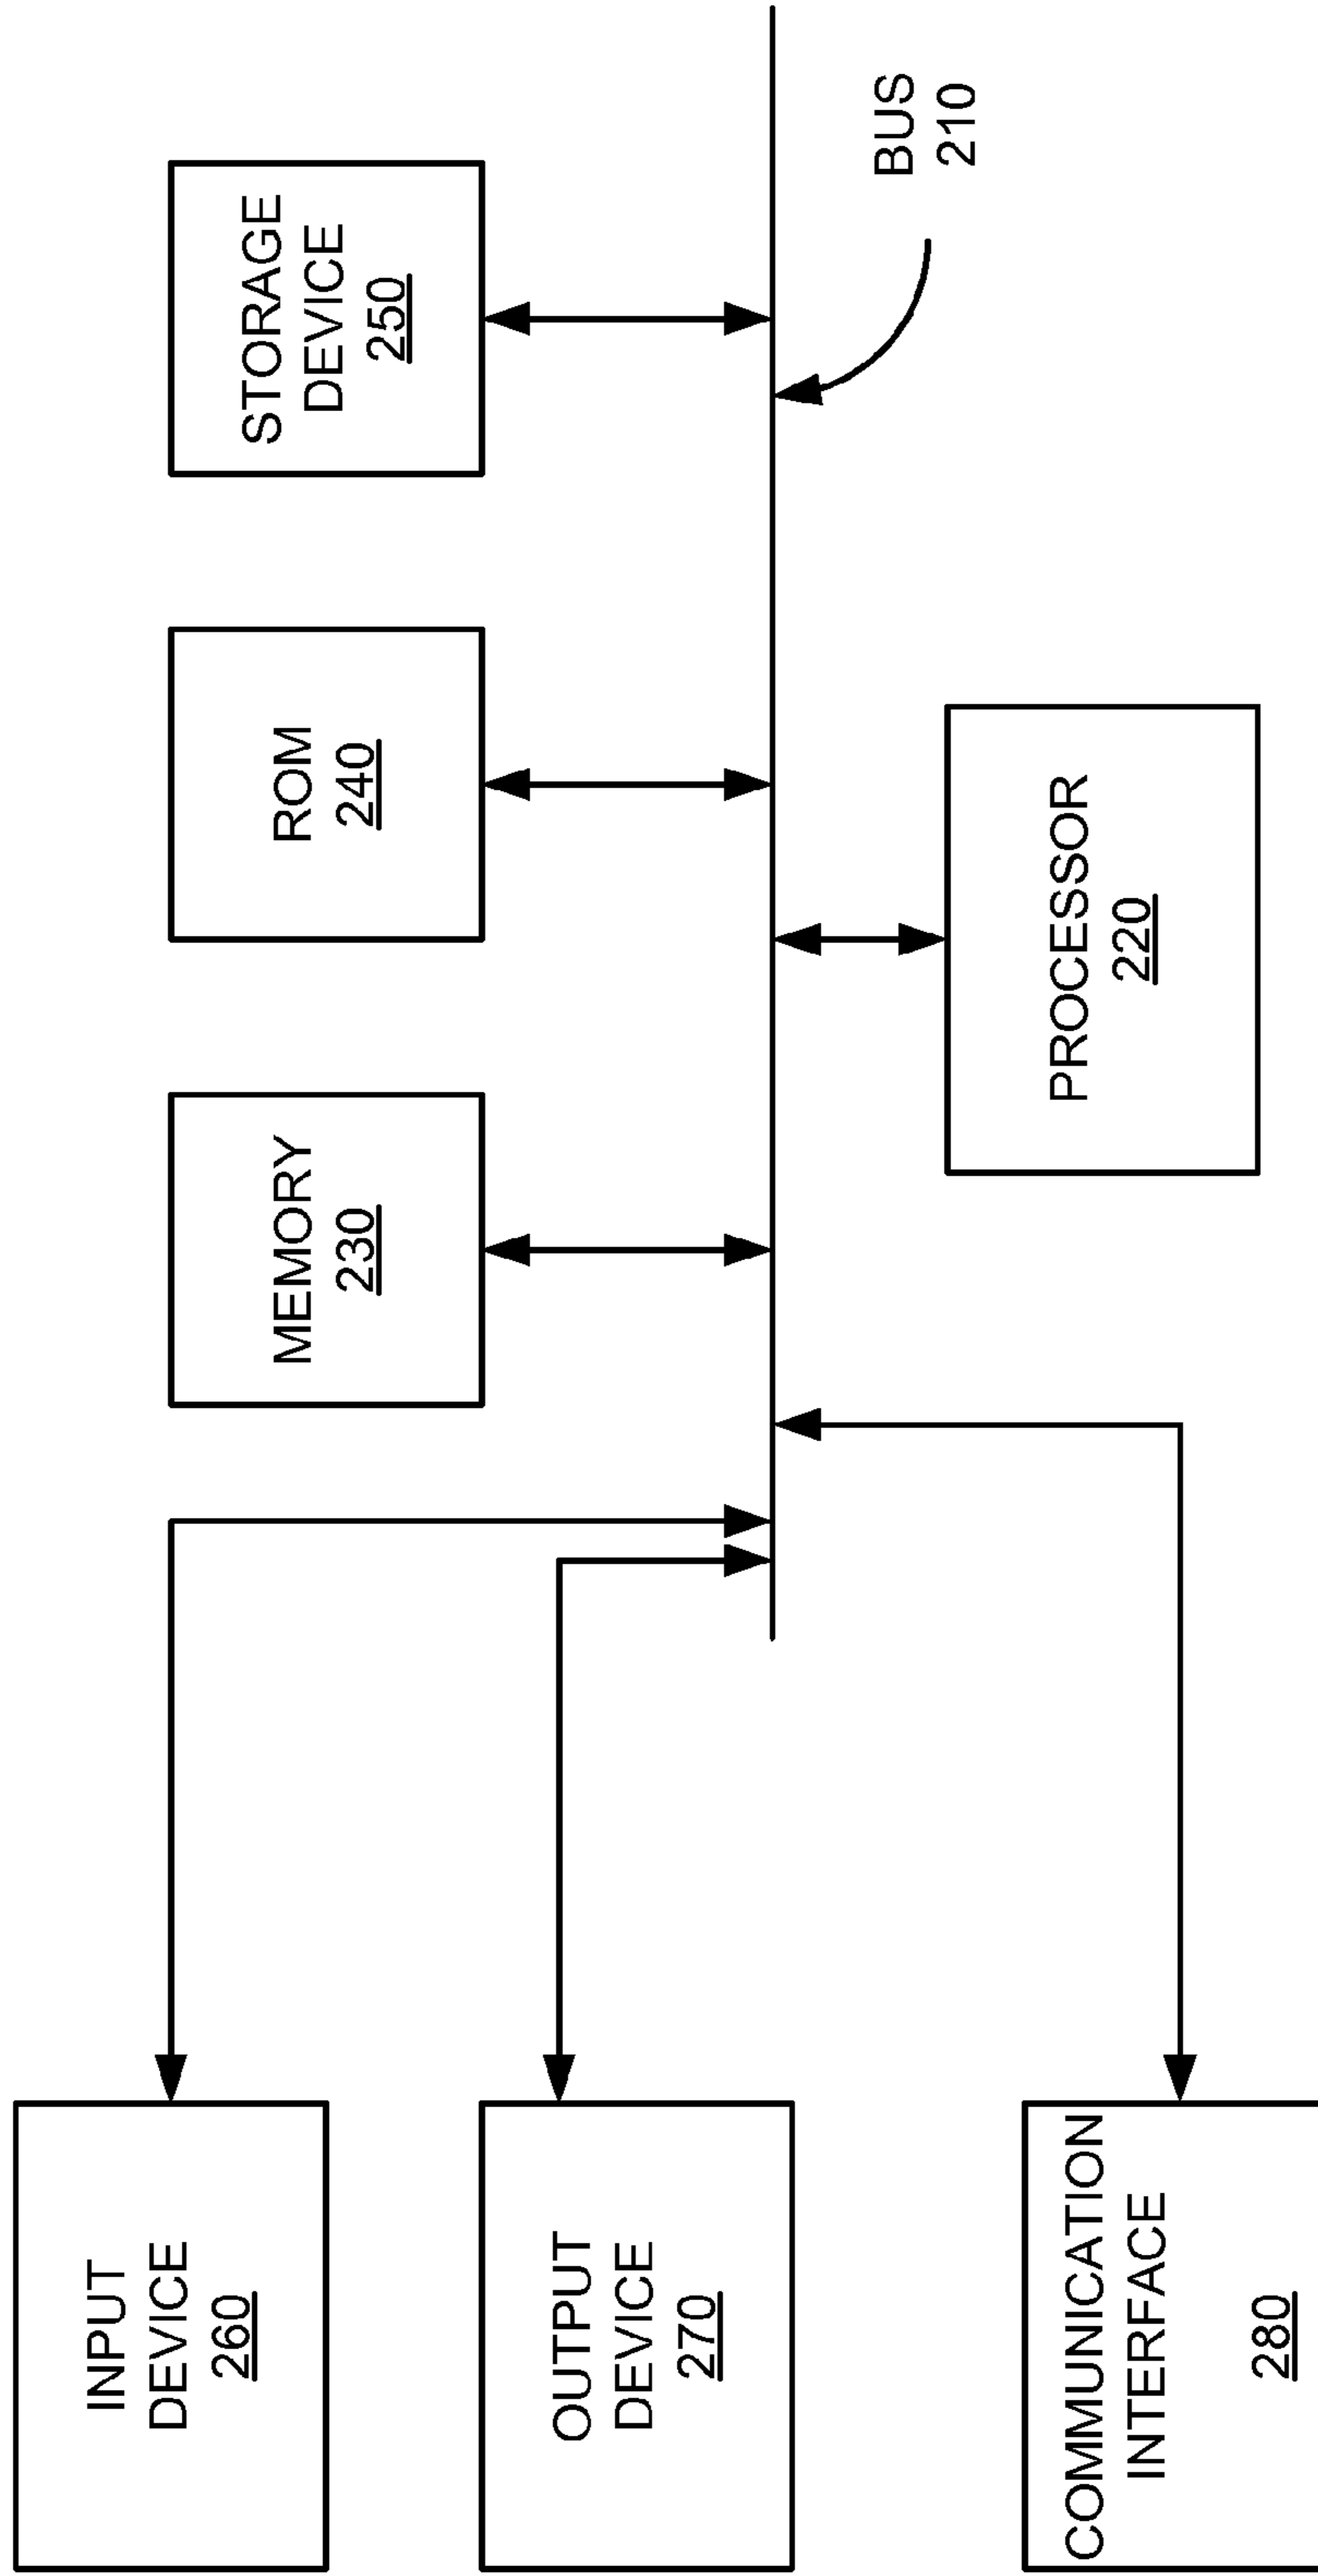 INPUT
DEVICE
260
MEMORY
230
ROM
240
STORAGE
DEVICE
250
OUTPUT
DEVICE
270
BUS
210
PROCESSOR
220
COMMUNICATION
INTERFACE
280